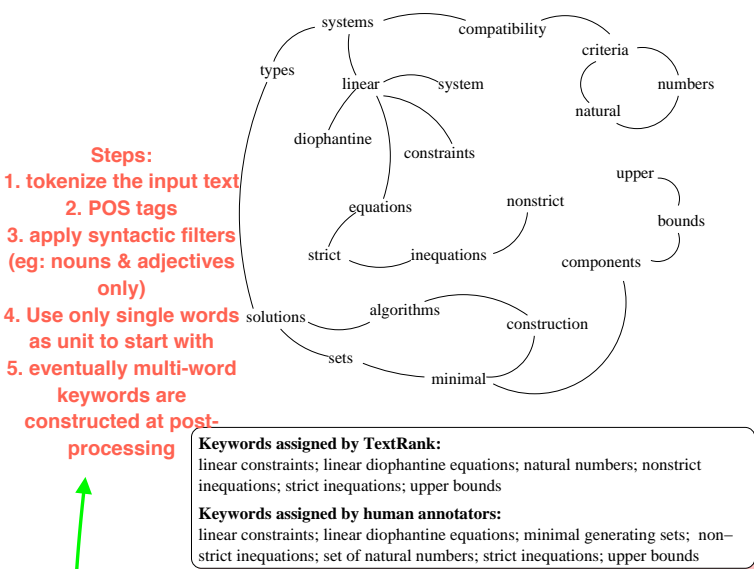 systems
compatibility
criteria
types
linear
system
numbers
natural
diophantine
constraints
Steps:
1. tokenize the input text
2. POS tags
3. apply syntactic filters
(eg: nouns & adjectives
only)
4. Use only single words
as unit to start with
5. eventually multi-word
keywords are
constructed at post-
processing
upper
equations
nonstrict
bounds
strict
inequations
components
solutions
algorithms
construction
sets
minimal
Keywords assigned by TextRank:
linear constraints; linear diophantine equations; natural numbers; nonstrict
inequations; strict inequations; upper bounds
Keywords assigned by human annotators:
linear constraints; linear diophantine equations; minimal generating sets; non−
strict inequations; set of natural numbers; strict inequations; upper bounds